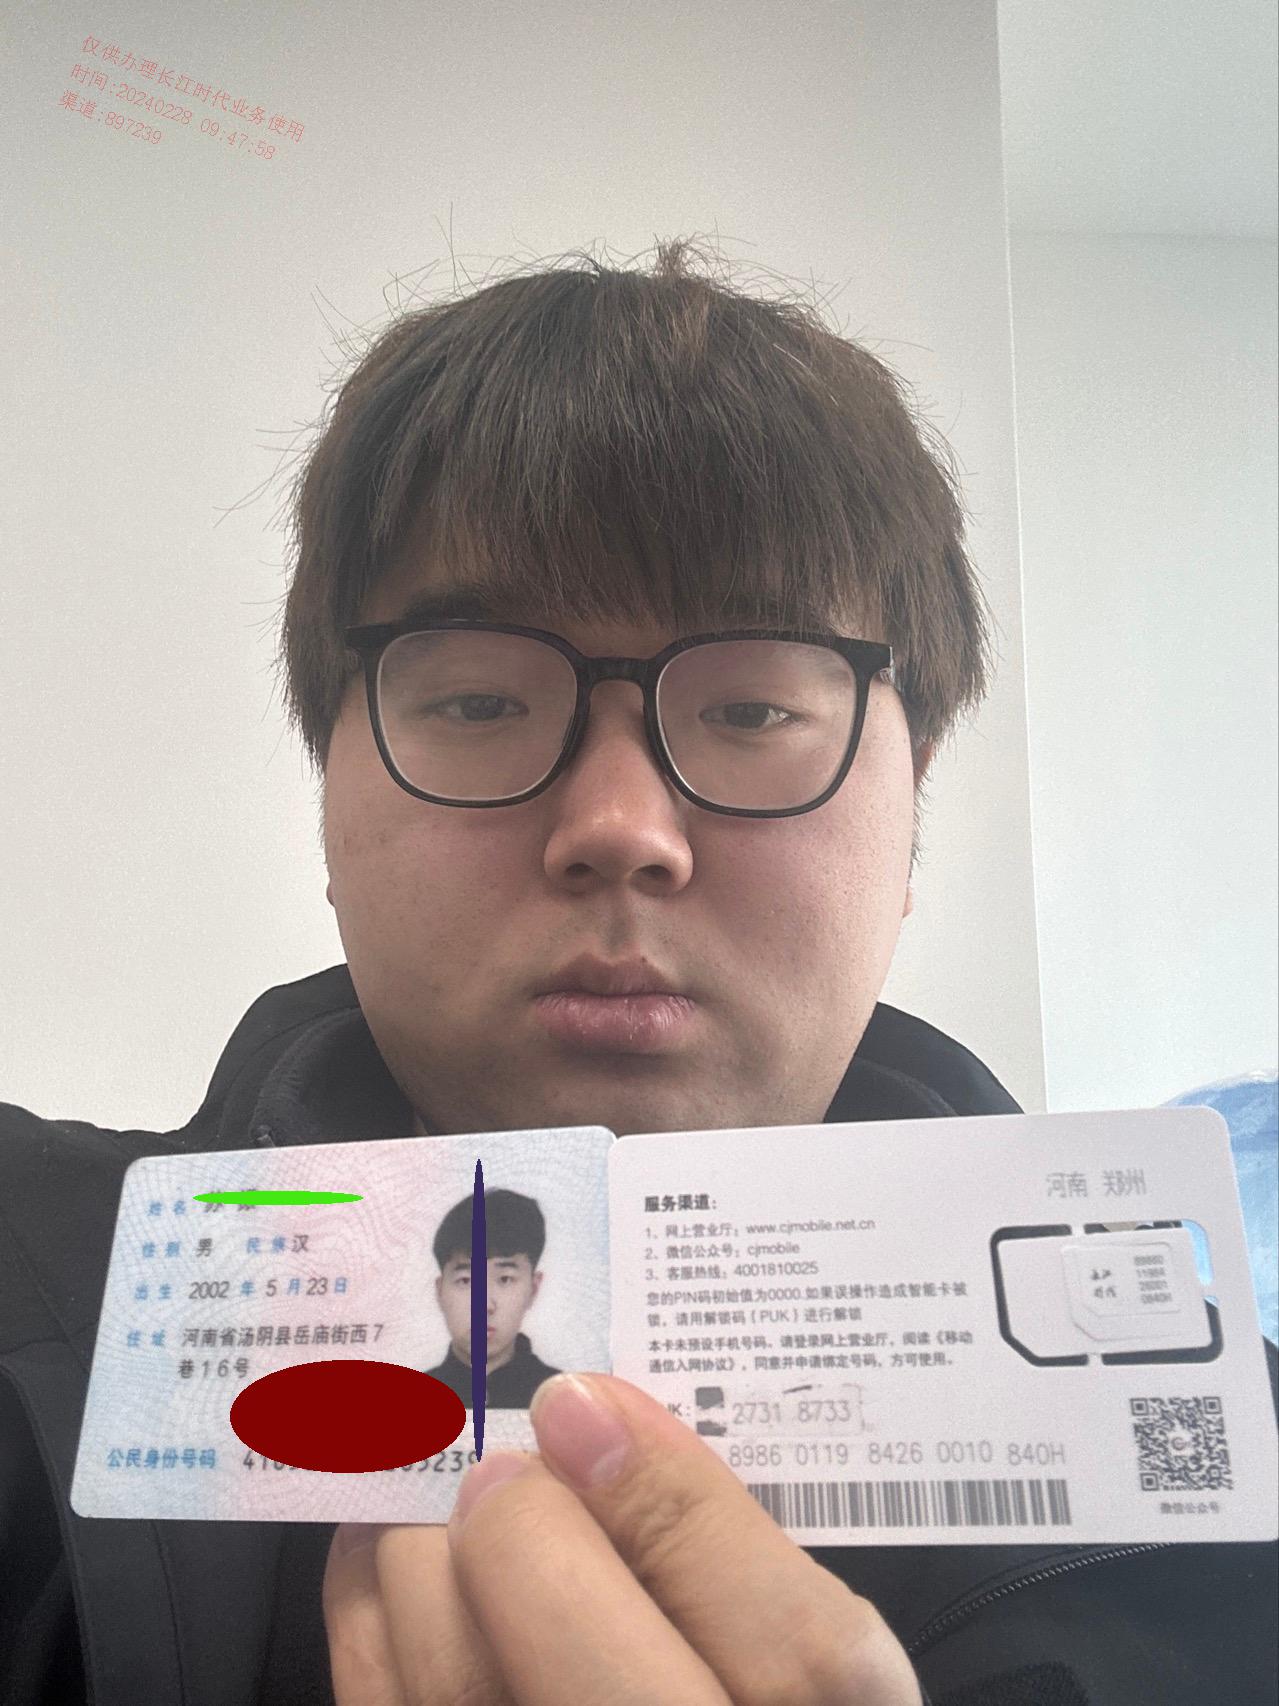 仅供办理长江时代业务使用
时间:20240228 09:47:58
渠道:897239
姓名
性别 男 民族 汉
出生 2002 年 5 月 23 日
住址 河南省汤阴县岳庙街西7
巷16号
公民身份号码
河南 郑州
服务渠道：
1、网上营业厅：www.cjmobile.net.cn
2、微信公众号：cjmobile
3、客服热线：4001810025
您的PIN码初始值为0000.如果误操作造成智能卡被
锁，请用解锁码（PUK）进行解锁
本卡未预设手机号码，请登录网上营业厅，阅读《移动
通信入网协议》，同意并申请绑定号码，方可使用。
2731 8733
8986 0119 8426 0010 840H
微信公众号